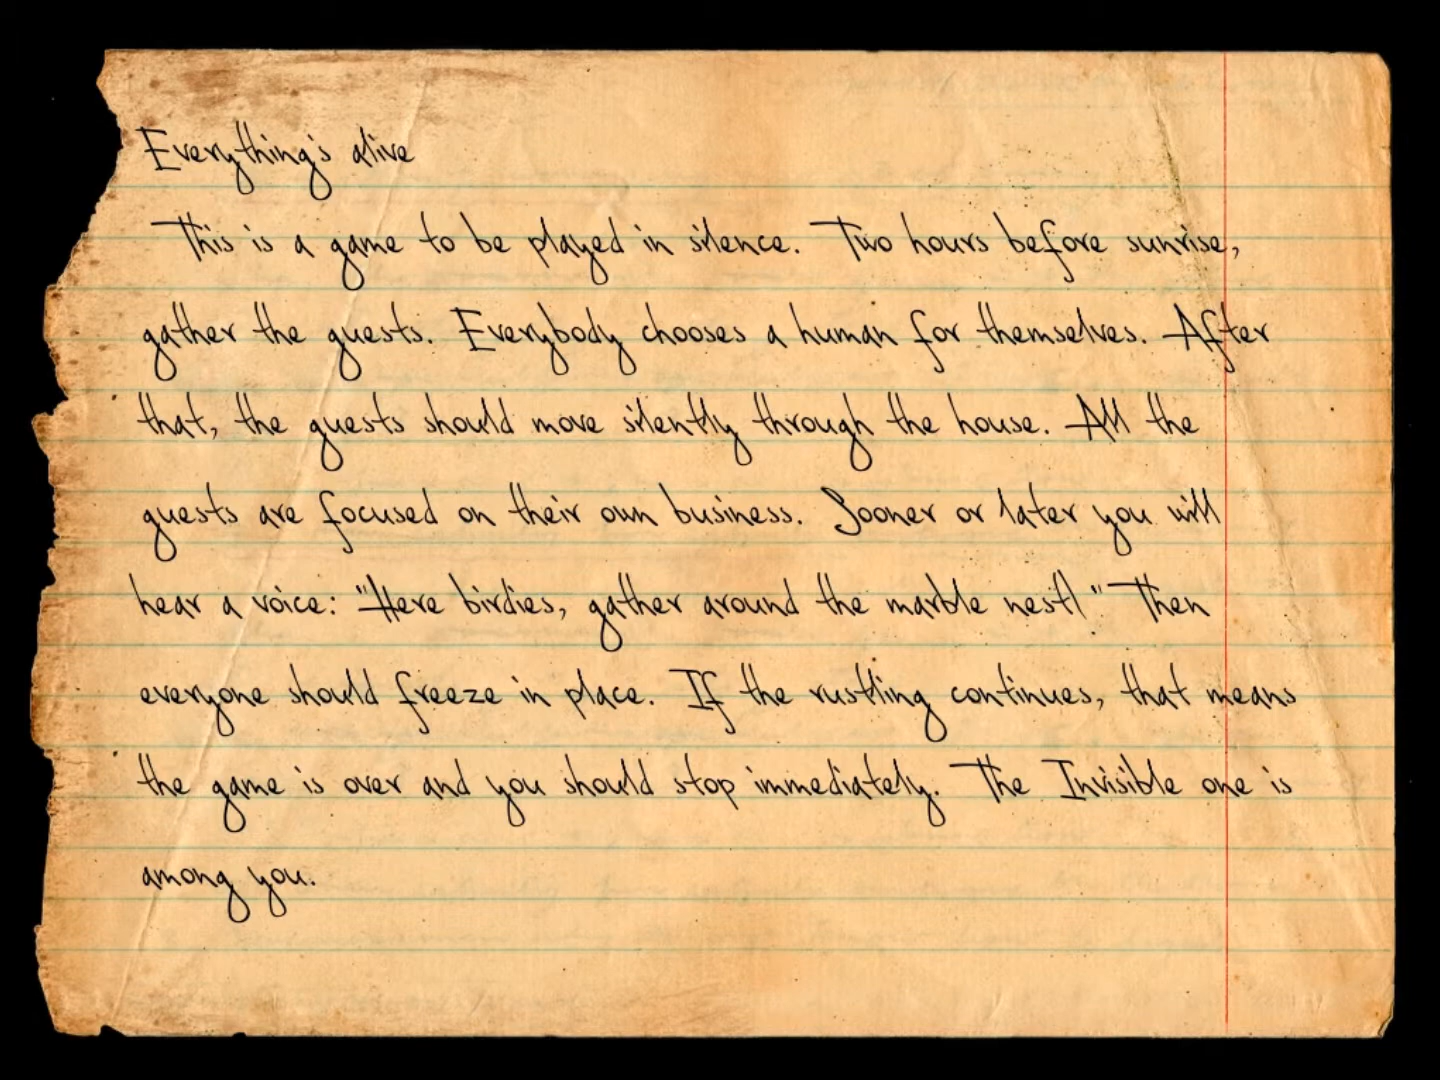 Everything's alive
This is a game to be played in silence. Two hours before sunrise,
gather the guests. Everybody chooses a human for themselves. After
that, the guests should move silently through the house. All the
guests are focused on their own business. Sooner or later you will
hear a voice: "Here birdies, gather around the marble nest!" Then
everyone should freeze in place. If the rustling continues, that means
the game is over and you should stop immediately. The Invisible one is
among you.